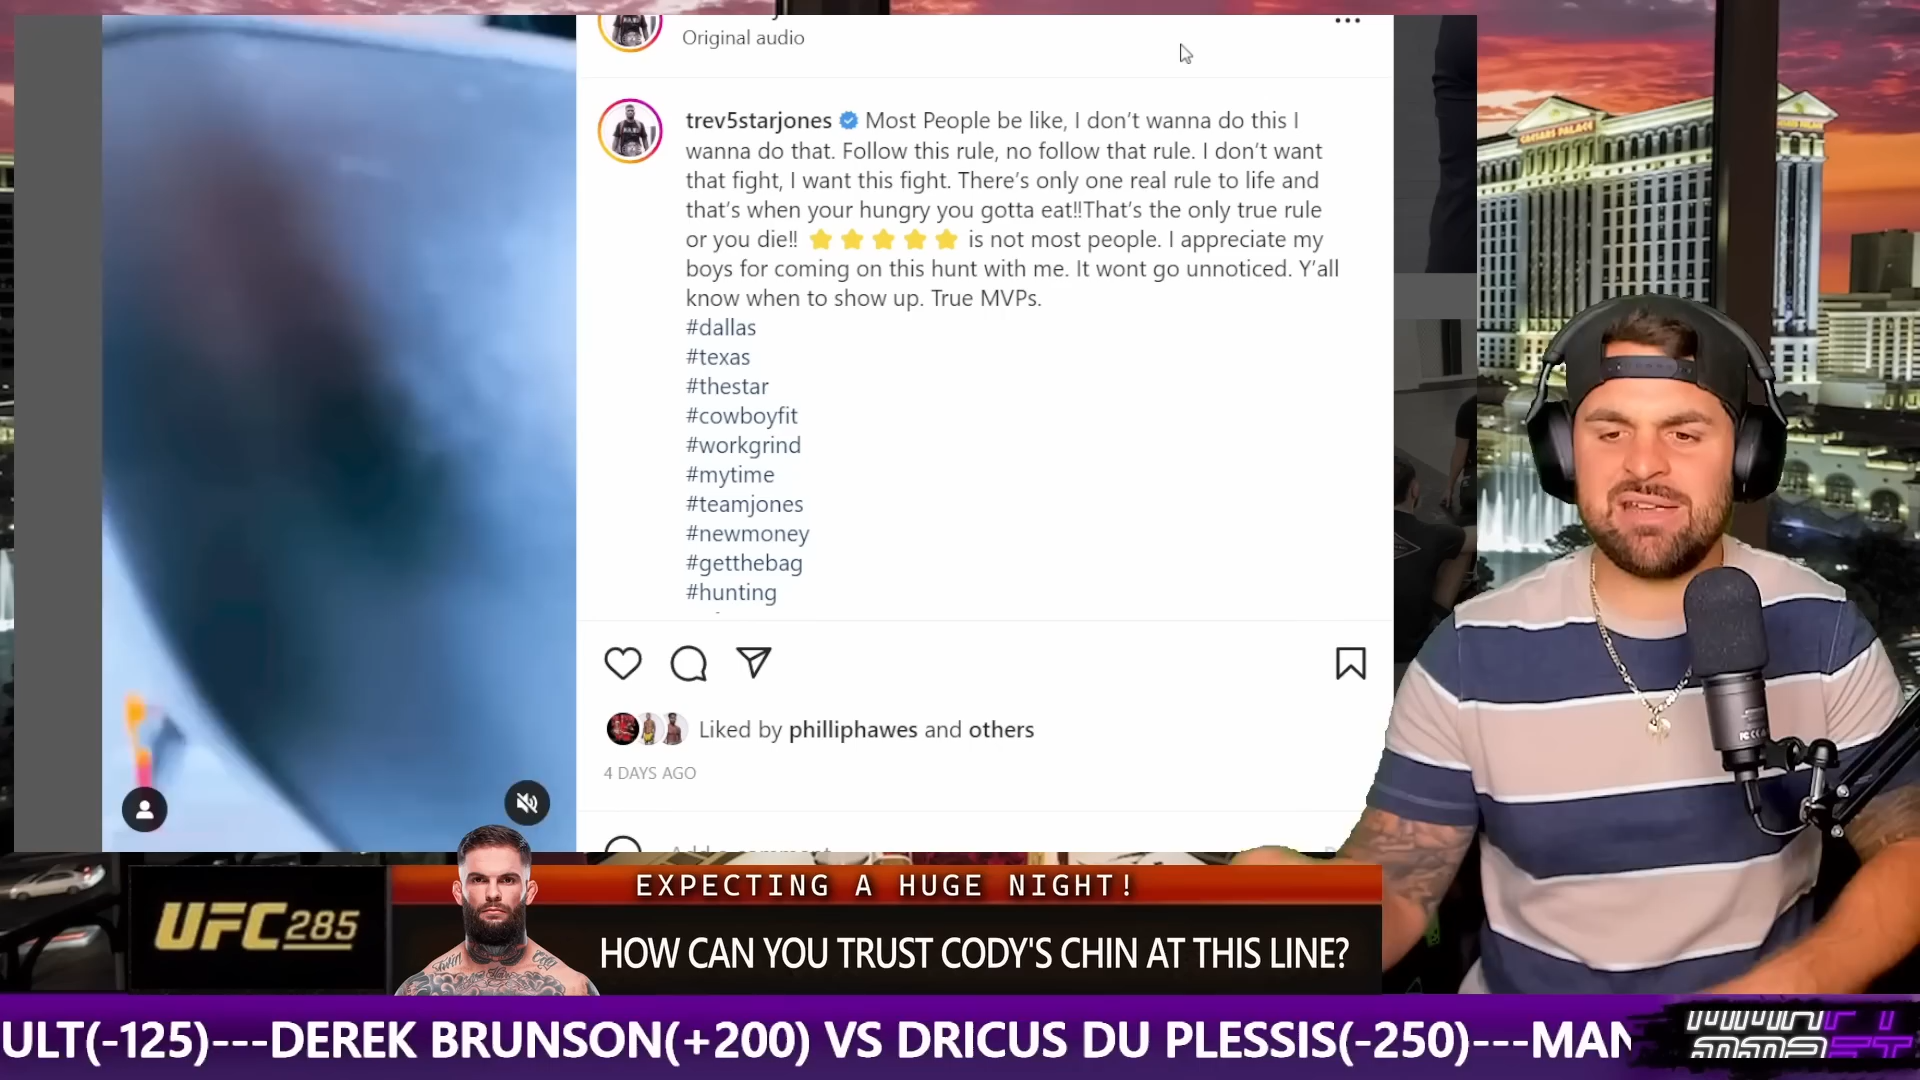 Original audio
trev5starjones Most People be like, I don’t wanna do this I
wanna do that. Follow this rule, no follow that rule. I don’t want
that fight, I want this fight. There’s only one real rule to life and
that’s when your hungry you gotta eat!!That’s the only true rule
or you die!! ⭐⭐⭐⭐⭐ is not most people. I appreciate my
boys for coming on this hunt with me. It wont go unnoticed. Y’all
know when to show up. True MVPs.
#dallas
#texas
#thestar
#cowboyfit
#workgrind
#mytime
#teamjones
#newmoney
#getthebag
#hunting
Liked by philliphawes and others
4 DAYS AGO
CAESARS PALACE
EXPECTING A HUGE NIGHT!
UFC 285
HOW CAN YOU TRUST CODY'S CHIN AT THIS LINE?
ULT(-125)---DEREK BRUNSON(+200) VS DRICUS DU PLESSIS(-250)---MAN